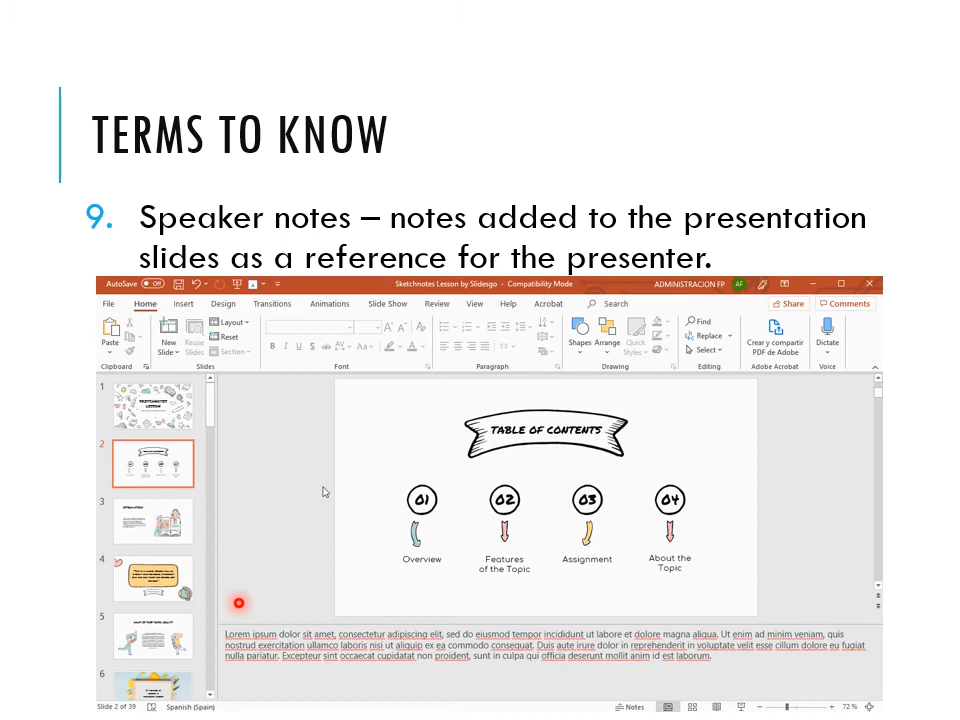 TERMS TO KNOW
9. Speaker notes – notes added to the presentation
slides as a reference for the presenter.
AutoSave Off Sketchnotes Lesson by Slidesgo - Compatibility Mode ADMINISTRACION FP AF
File Home Insert Design Transitions Animations Slide Show Review View Help Acrobat Search Share Comments
Paste New Slide Reuse Slides Layout Reset Section Shapes Arrange Quick Styles Find Replace Select Crear y compartir PDF de Adobe Dictate
Clipboard Slides Font Paragraph Drawing Editing Adobe Acrobat Voice
1
SKETCHNOTES
LESSON
2
3
4
5
6
TABLE OF CONTENTS
01 02 03 04
Overview Features of the Topic Assignment About the Topic
Lorem ipsum dolor sit amet, consectetur adipiscing elit, sed do eiusmod tempor incididunt ut labore et dolore magna aliqua. Ut enim ad minim veniam, quis
nostrud exercitation ullamco laboris nisi ut aliquip ex ea commodo consequat. Duis aute irure dolor in reprehenderit in voluptate velit esse cillum dolore eu fugiat
nulla pariatur. Excepteur sint occaecat cupidatat non proident, sunt in culpa qui officia deserunt mollit anim id est laborum.
Slide 2 of 39 Spanish (Spain) Notes 72 %